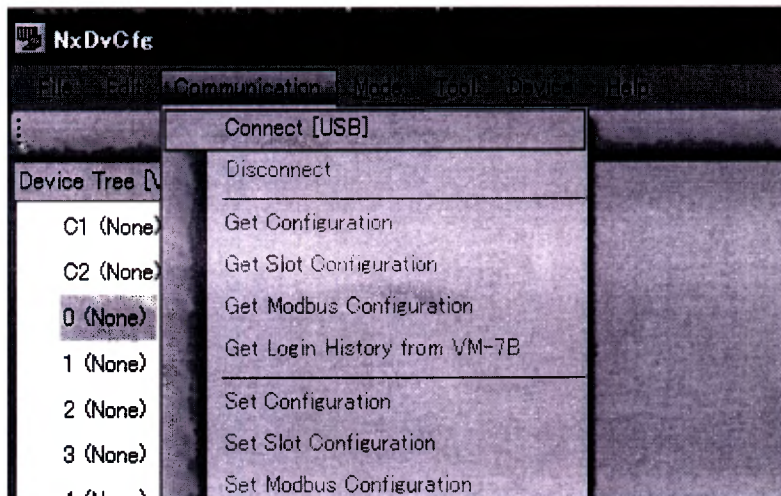 NxDvCfg
File Edit Communication Mode Tool Device Help
Connect [USB]
Disconnect
Get Configuration
Get Slot Configuration
Get Modbus Configuration
Get Login History from VM-7B
Set Configuration
Set Slot Configuration
Set Modbus Configuration
Device Tree [V
C1 (None)
C2 (None)
0 (None)
1 (None)
2 (None)
3 (None)